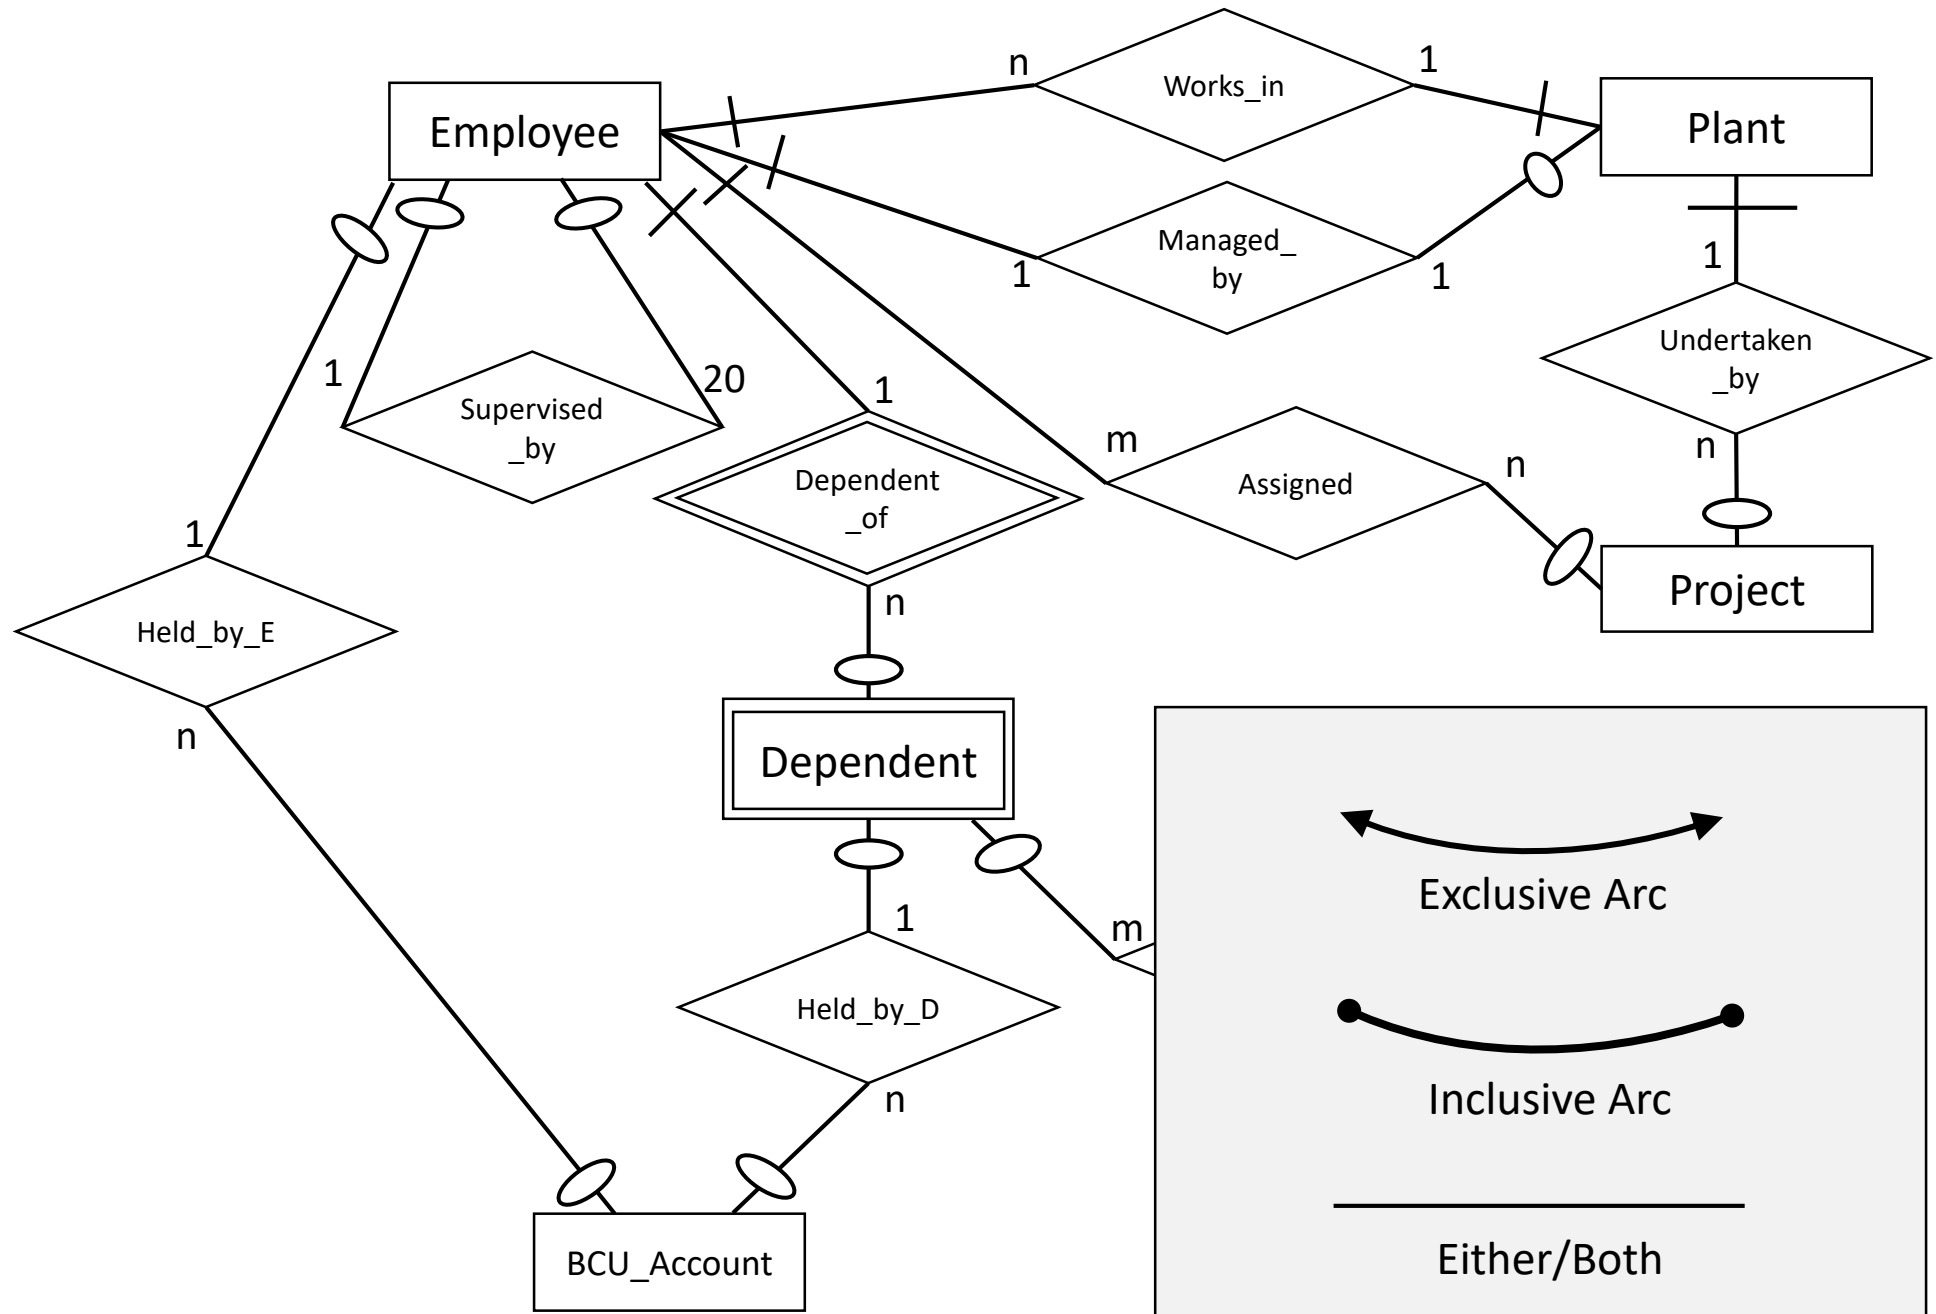 n
1
Works_in
Employee
Plant
Managed_
by
1
1
1
Undertaken
_by
n
1
20
Supervised
_by
1
m
n
Assigned
Dependent
_of
Project
1
n
Held_by_E
n
Dependent
Exclusive Arc
1
m
Held_by_D
n
Inclusive Arc
BCU_Account
Either/Both